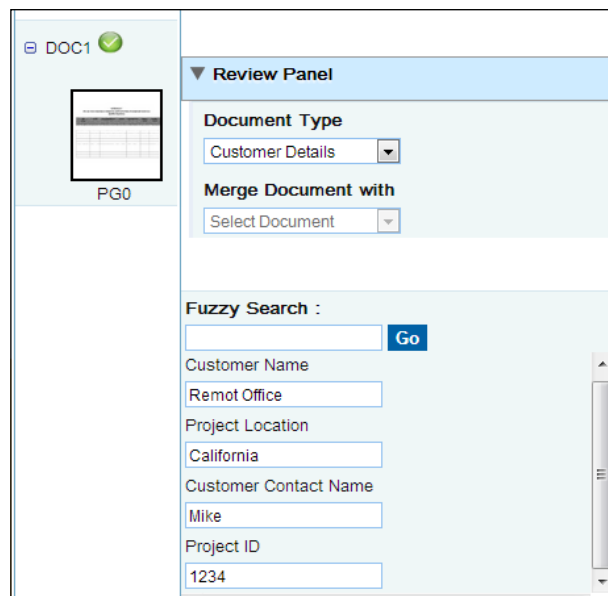 DOC1
PG0
Review Panel
Document Type
Customer Details
Merge Document with
Select Document
Fuzzy Search :
Go
Customer Name
Remot Office
Project Location
California
Customer Contact Name
Mike
Project ID
1234